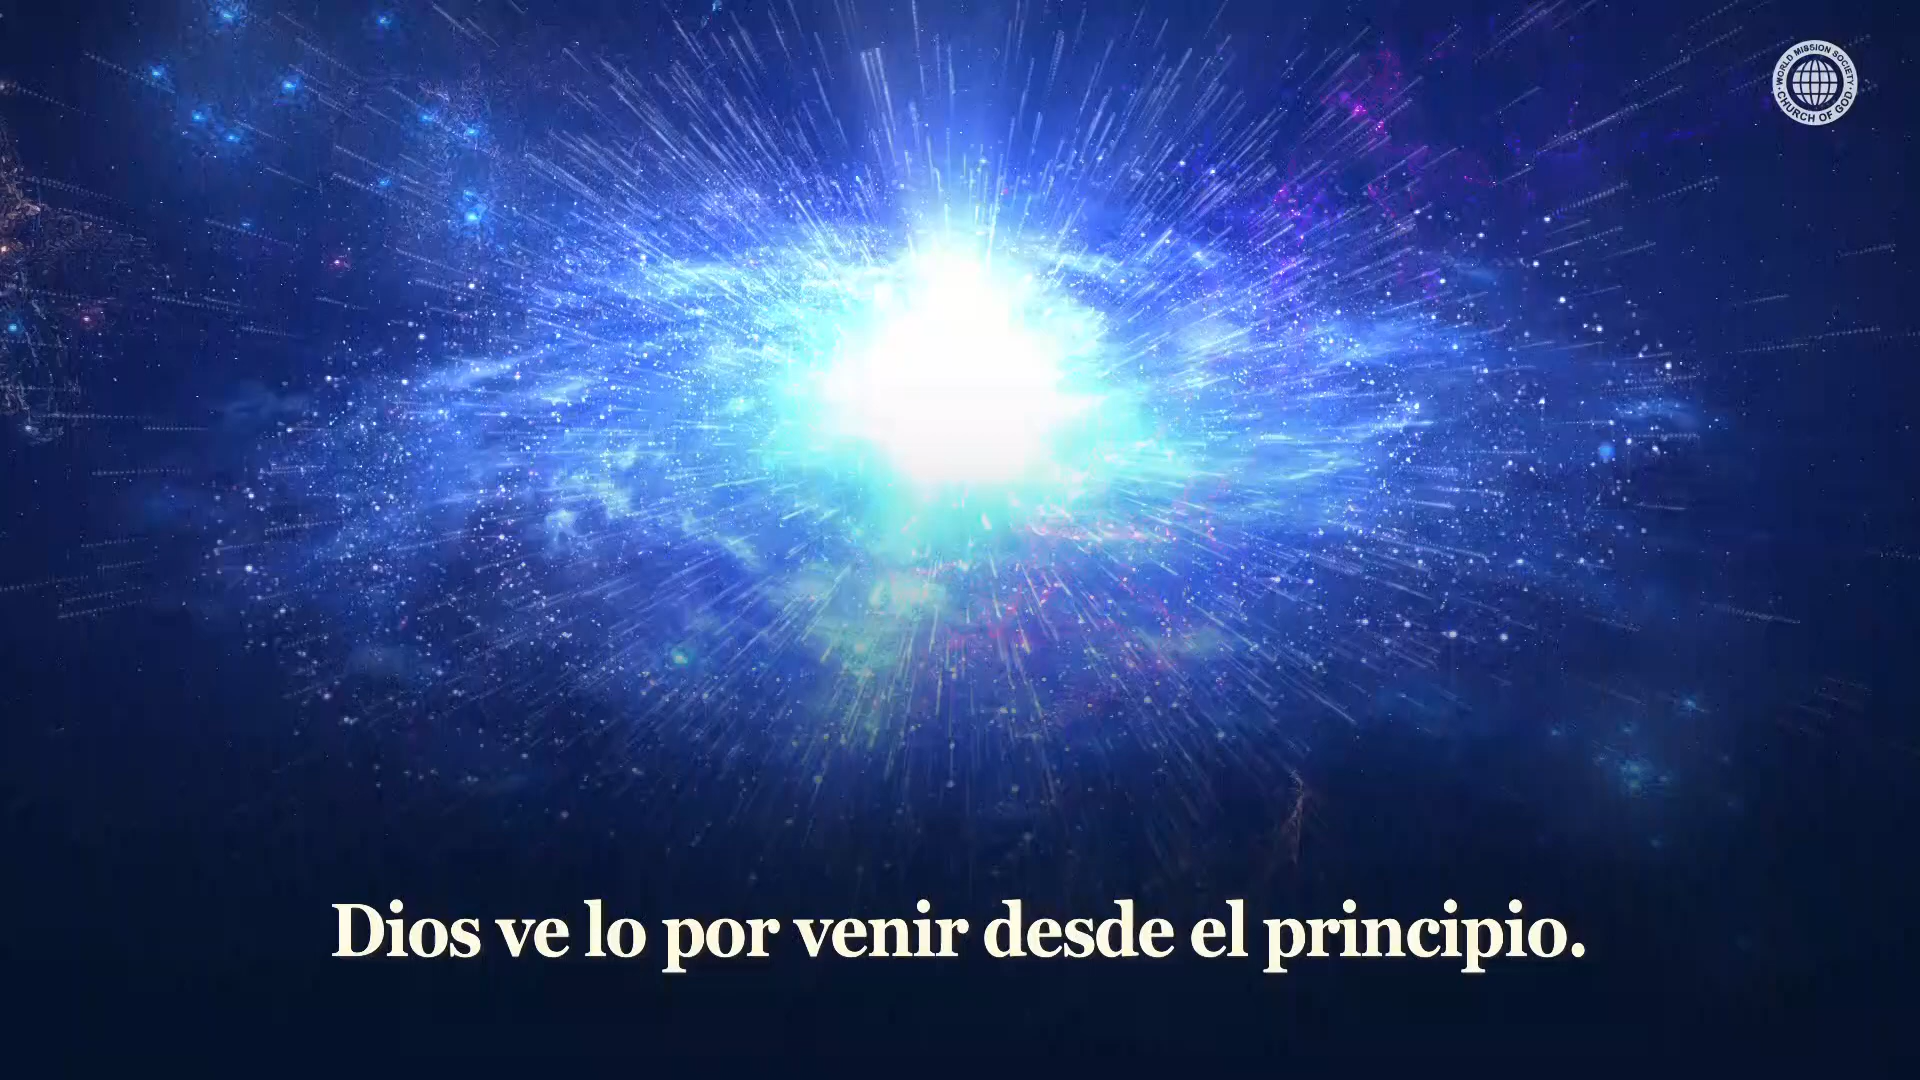 WORLD MISSION SOCIETY
CHURCH OF GOD
Dios ve lo por venir desde el principio.